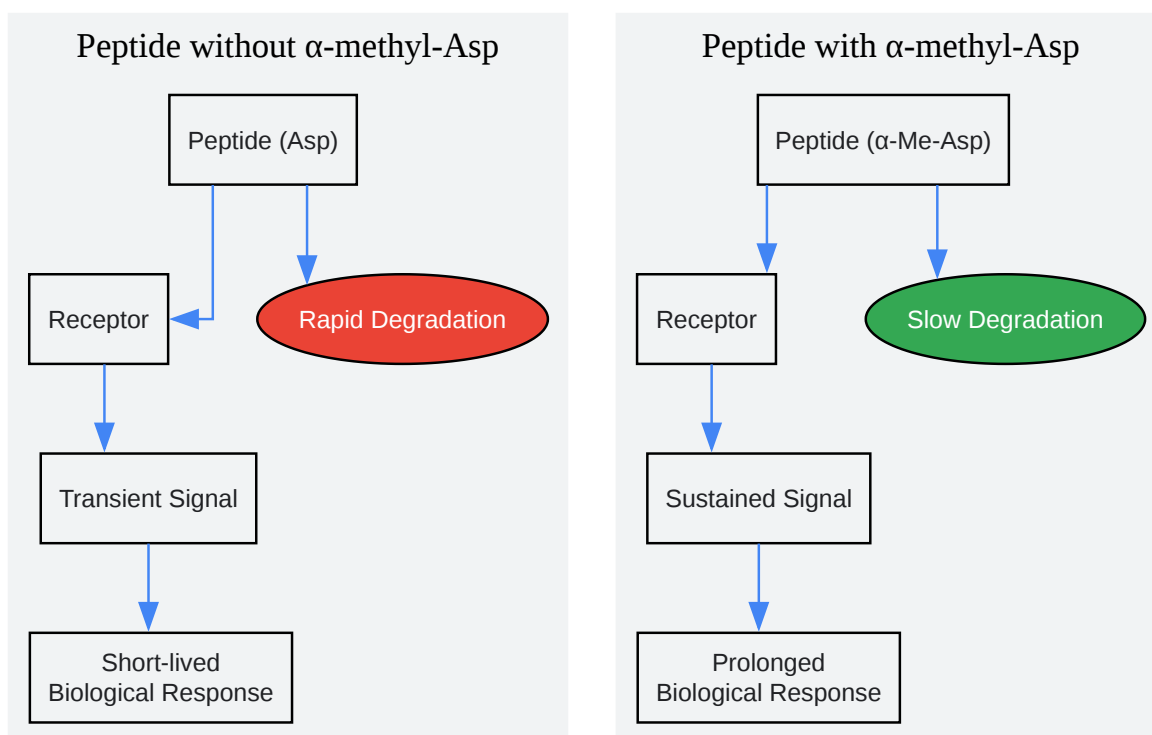 Peptide without α-methyl-Asp
Peptide (Asp)
Receptor
Rapid Degradation
Transient Signal
Short-lived
Biological Response
Peptide with α-methyl-Asp
Peptide (α-Me-Asp)
Receptor
Slow Degradation
Sustained Signal
Prolonged
Biological Response